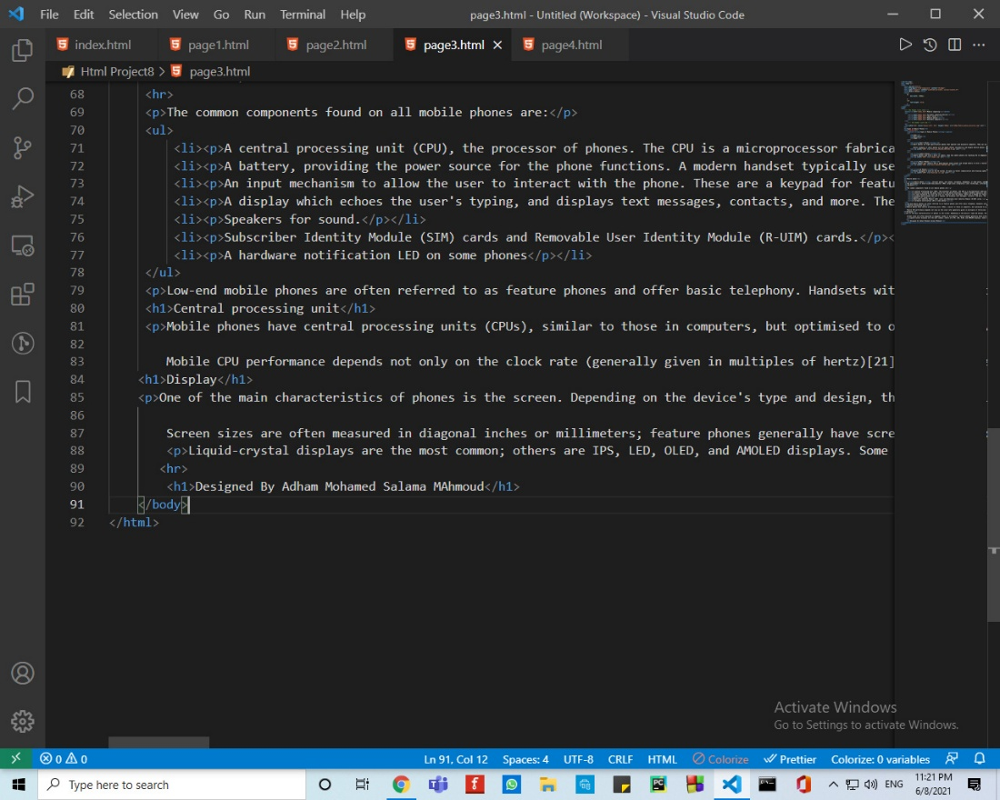 File Edit Selection View Go Run Terminal Help page3.html - Untitled (Workspace) - Visual Studio Code
index.html page1.html page2.html page3.html page4.html
Html Project8 > page3.html
68 <hr>
69 <p>The common components found on all mobile phones are:</p>
70 <ul>
71 <li><p>A central processing unit (CPU), the processor of phones. The CPU is a microprocessor fabrica
72 <li><p>A battery, providing the power source for the phone functions. A modern handset typically use
73 <li><p>An input mechanism to allow the user to interact with the phone. These are a keypad for featu
74 <li><p>A display which echoes the user's typing, and displays text messages, contacts, and more. The
75 <li><p>Speakers for sound.</p></li>
76 <li><p>Subscriber Identity Module (SIM) cards and Removable User Identity Module (R-UIM) cards.</p><
77 <li><p>A hardware notification LED on some phones</p></li>
78 </ul>
79 <p>Low-end mobile phones are often referred to as feature phones and offer basic telephony. Handsets wit
80 <h1>Central processing unit</h1>
81 <p>Mobile phones have central processing units (CPUs), similar to those in computers, but optimised to o
82
83 Mobile CPU performance depends not only on the clock rate (generally given in multiples of hertz)[21]
84 <h1>Display</h1>
85 <p>One of the main characteristics of phones is the screen. Depending on the device's type and design, th
86
87 Screen sizes are often measured in diagonal inches or millimeters; feature phones generally have scre
88 <p>Liquid-crystal displays are the most common; others are IPS, LED, OLED, and AMOLED displays. Some
89 <hr>
90 <h1>Designed By Adham Mohamed Salama MAhmoud</h1>
91 </body>
92 </html>
Activate Windows
Go to Settings to activate Windows.
0 0 Ln 91, Col 12 Spaces: 4 UTF-8 CRLF HTML Colorize Prettier Colorize: 0 variables
Type here to search ENG 11:21 PM
6/8/2021